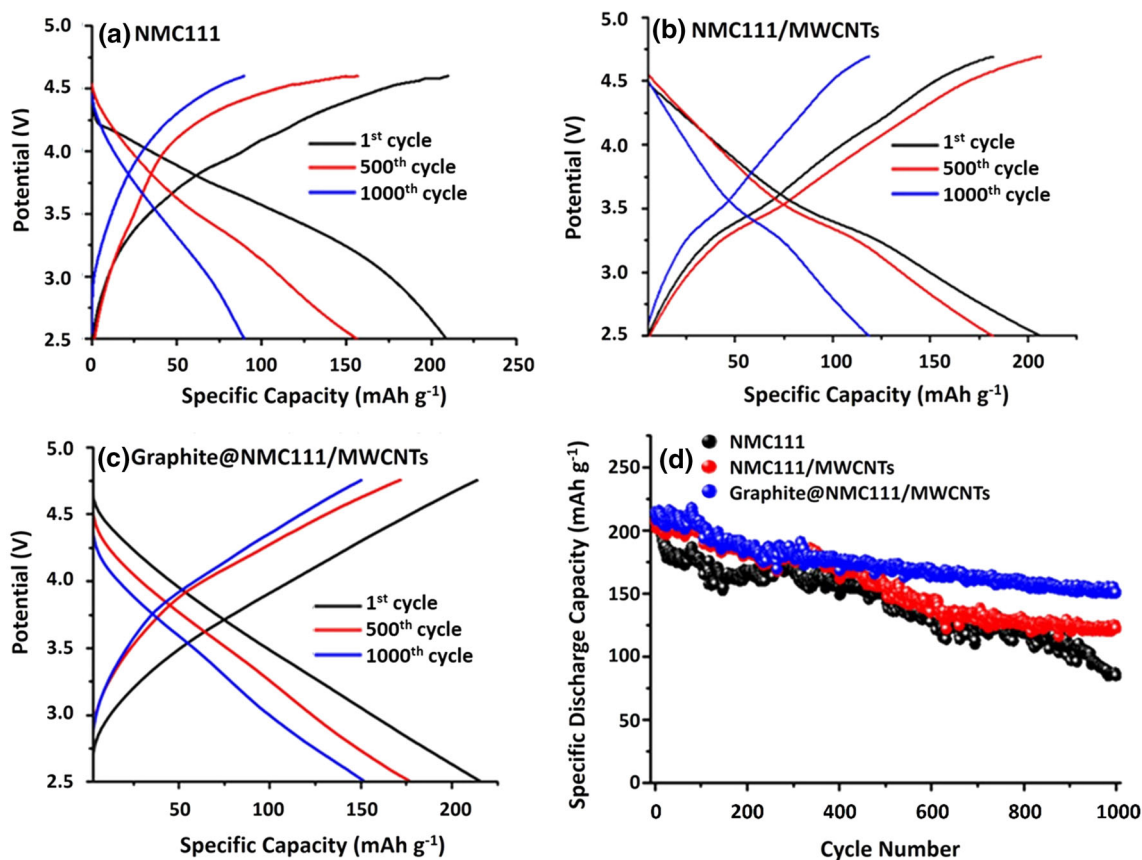 (a) NMC111
5.0
4.5
4.0
3.5
3.0
2.5
Potential (V)
1st cycle
500th cycle
1000th cycle
0 50 100 150 200 250
Specific Capacity (mAh g-1)
(b) NMC111/MWCNTs
5.0
4.5
4.0
3.5
3.0
2.5
Potential (V)
1st cycle
500th cycle
1000th cycle
50 100 150 200
Specific Capacity (mAh g-1)
(c) Graphite@NMC111/MWCNTs
5.0
4.5
4.0
3.5
3.0
2.5
Potential (V)
1st cycle
500th cycle
1000th cycle
50 100 150 200
Specific Capacity (mAh g-1)
(d)
NMC111
NMC111/MWCNTs
Graphite@NMC111/MWCNTs
250
200
150
100
50
0
Specific Discharge Capacity (mAh g-1)
0 200 400 600 800 1000
Cycle Number